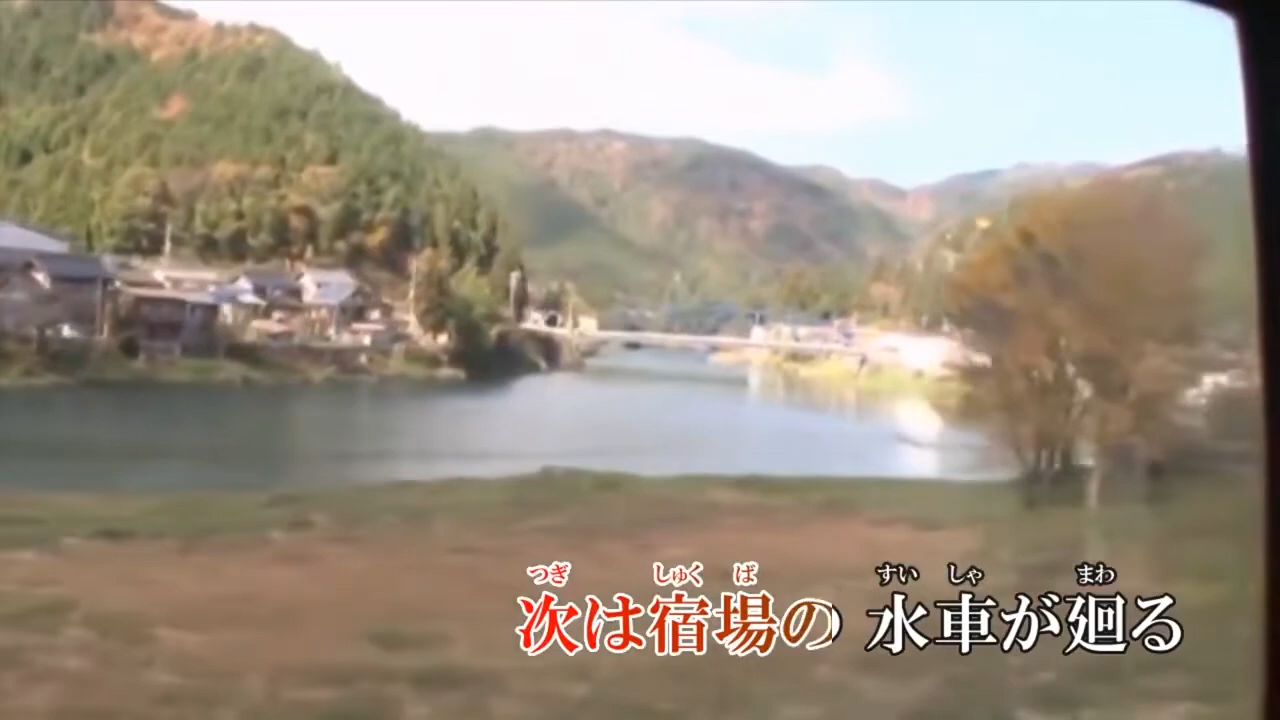 つぎ しゅく ば すい しゃ まわ
次は宿場の 水車が廻る